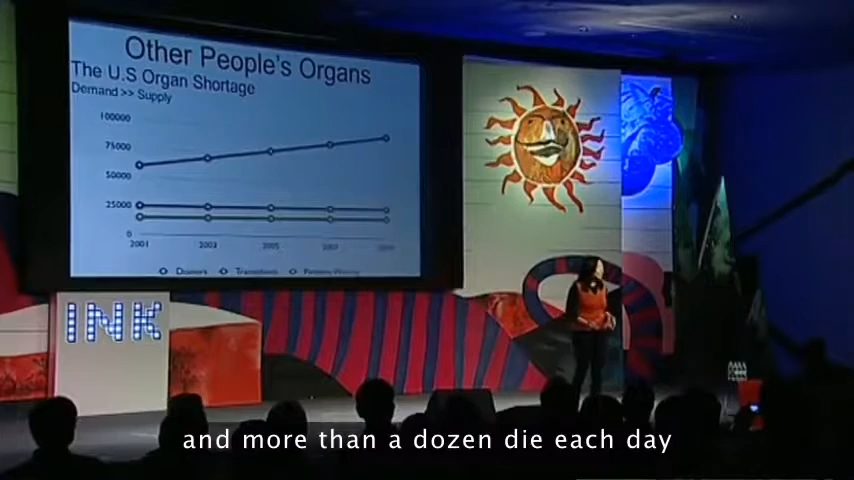 Other People's Organs
The U.S Organ Shortage
Demand >> Supply
100000
75000
50000
25000
0
2001
2003
2005
2007
Donors
INK
and more than a dozen die each day